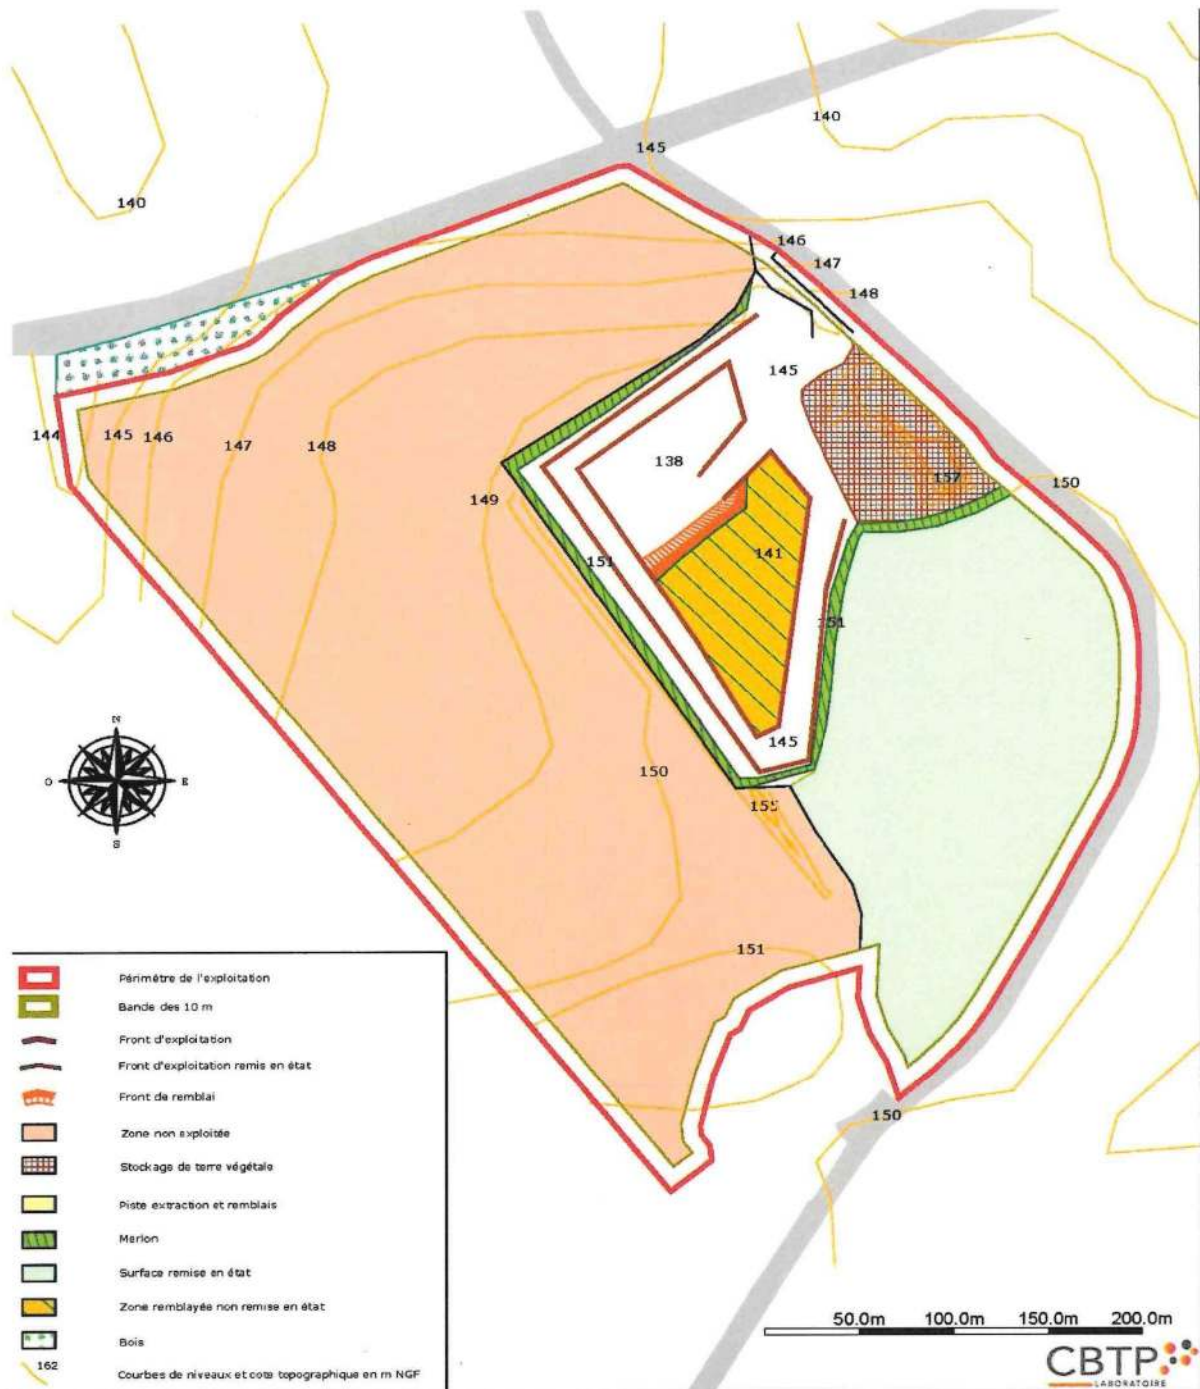 140
145
140
146
147
148
145
144
145
146
147
148
149
138
157
150
151
141
151
145
150
155
151
150
N
O
E
S
Périmètre de l'exploitation
Bande des 10 m
Front d'exploitation
Front d'exploitation remis en état
Front de remblai
Zone non exploitée
Stockage de terre végétale
Piste extraction et remblais
Merlon
Surface remise en état
Zone remblayée non remise en état
Bois
162
Courbes de niveaux et cote topographique en m NGF
50.0m 100.0m 150.0m 200.0m
CBTP
LABORATOIRE